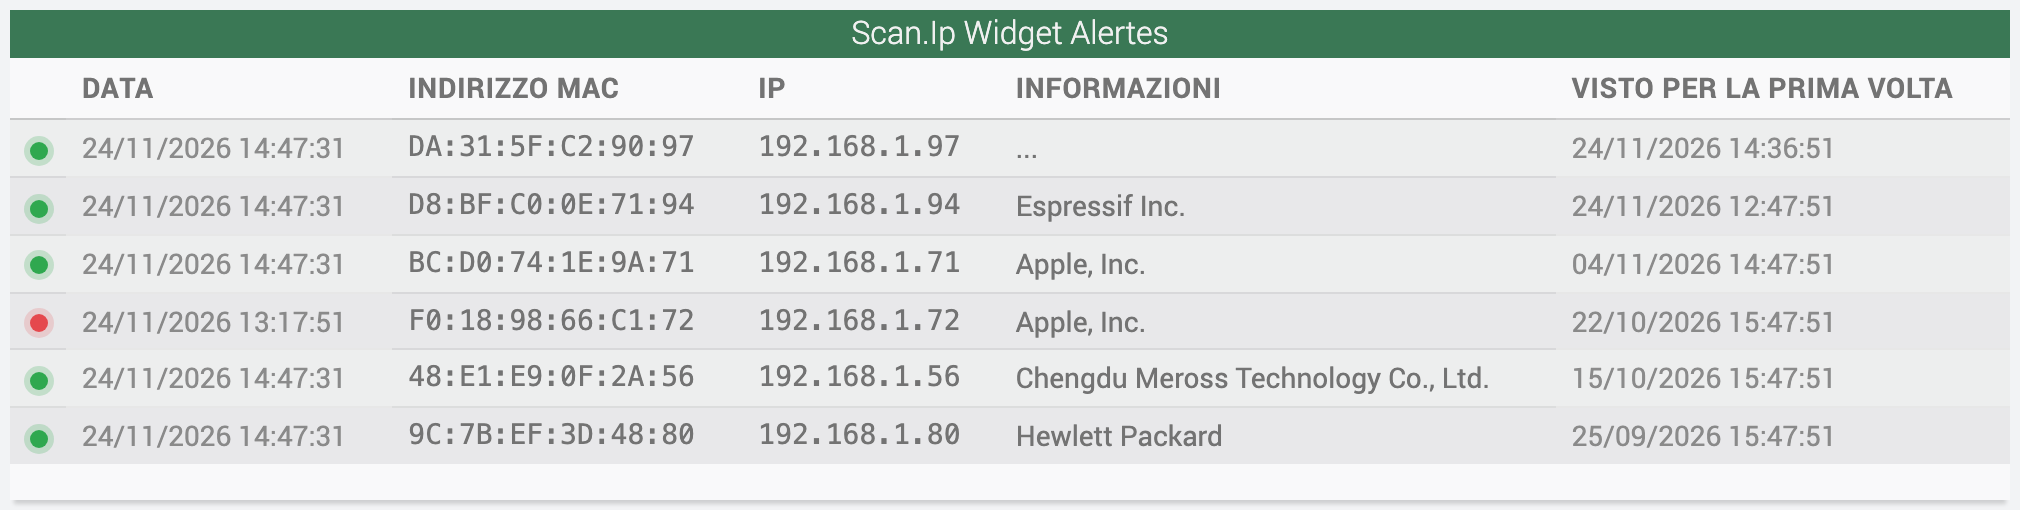 Scan.Ip Widget Alertes
DATA INDIRIZZO MAC IP INFORMAZIONI VISTO PER LA PRIMA VOLTA
24/11/2026 14:47:31 DA:31:5F:C2:90:97 192.168.1.97 ... 24/11/2026 14:36:51
24/11/2026 14:47:31 D8:BF:C0:0E:71:94 192.168.1.94 Espressif Inc. 24/11/2026 12:47:51
24/11/2026 14:47:31 BC:D0:74:1E:9A:71 192.168.1.71 Apple, Inc. 04/11/2026 14:47:51
24/11/2026 13:17:51 F0:18:98:66:C1:72 192.168.1.72 Apple, Inc. 22/10/2026 15:47:51
24/11/2026 14:47:31 48:E1:E9:0F:2A:56 192.168.1.56 Chengdu Meross Technology Co., Ltd. 15/10/2026 15:47:51
24/11/2026 14:47:31 9C:7B:EF:3D:48:80 192.168.1.80 Hewlett Packard 25/09/2026 15:47:51